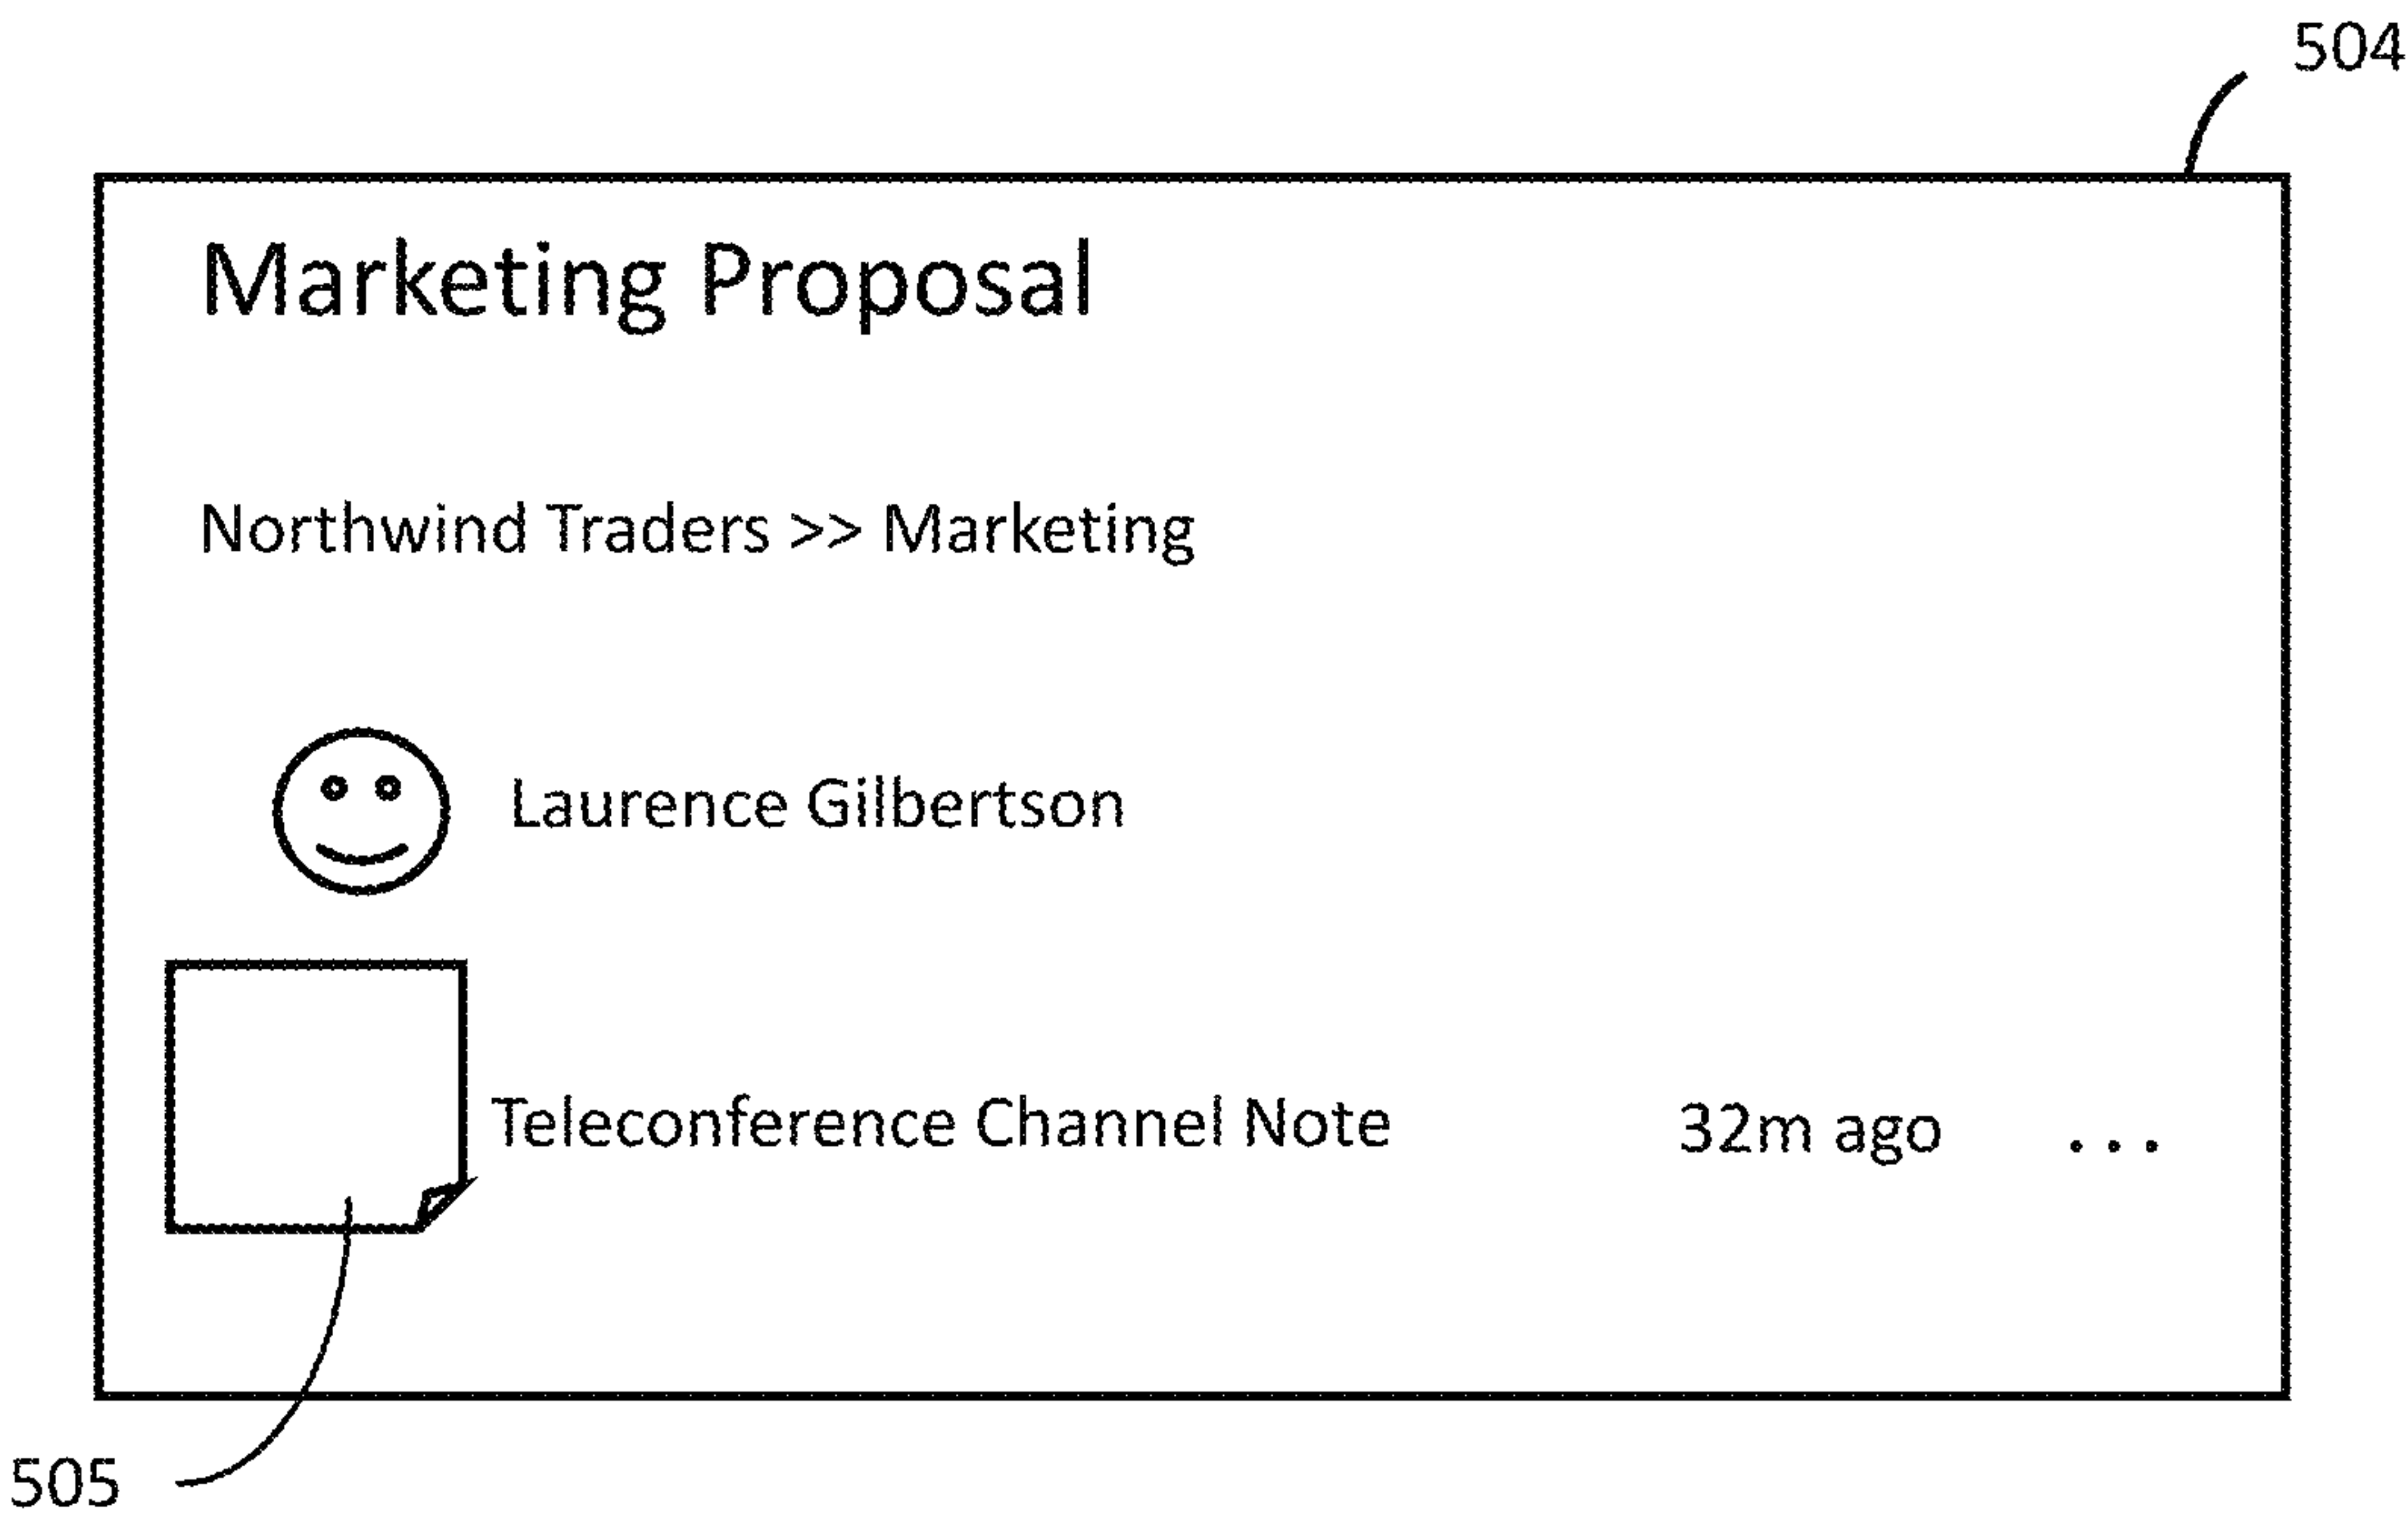 504
Marketing Proposal
Northwind Traders >> Marketing
Laurence Gilbertson
Teleconference Channel Note 32m ago ...
505